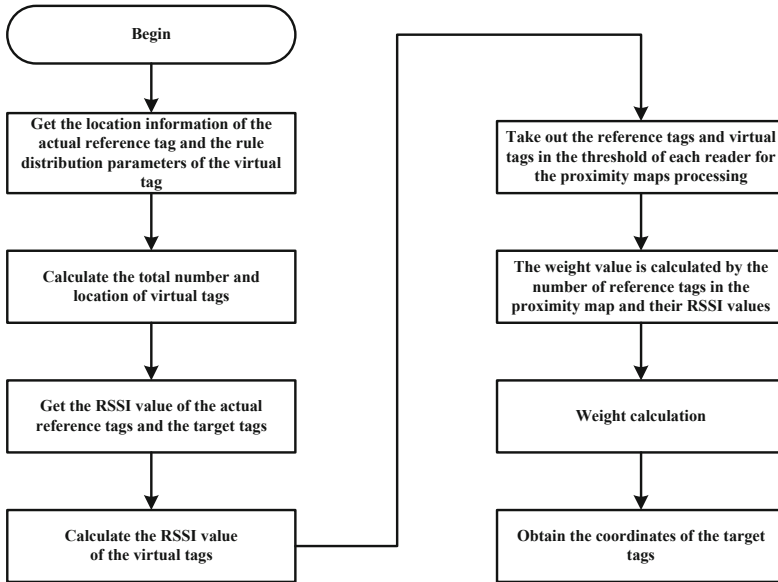 Begin
Get the location information of the
actual reference tag and the rule
distribution parameters of the virtual
tag
Calculate the total number and
location of virtual tags
Get the RSSI value of the actual
reference tags and the target tags
Calculate the RSSI value
of the virtual tags
Take out the reference tags and virtual
tags in the threshold of each reader for
the proximity maps processing
The weight value is calculated by the
number of reference tags in the
proximity map and their RSSI values
Weight calculation
Obtain the coordinates of the target
tags